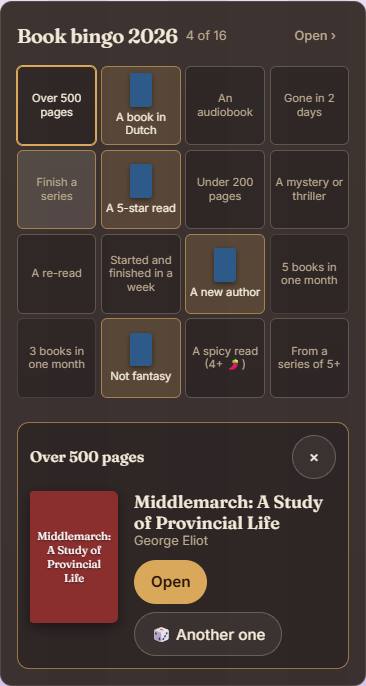 Book bingo 2026 4 of 16 Open ›
Over 500
pages
A book in
Dutch
An
audiobook
Gone in 2
days
Finish a
series
A 5-star read
Under 200
pages
A mystery or
thriller
A re-read
Started and
finished in a
week
A new author
5 books in
one month
3 books in
one month
Not fantasy
A spicy read
(4+ 🌶️)
From a
series of 5+
Over 500 pages ×
Middlemarch:
A Study of
Provincial
Life
Middlemarch: A Study
of Provincial Life
George Eliot
Open
🎲 Another one